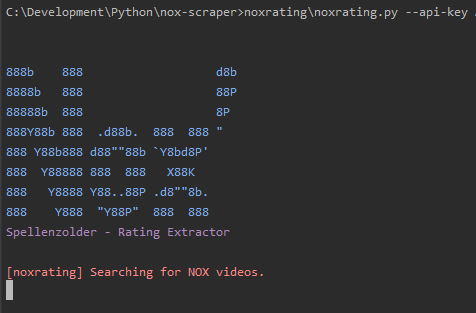 C:\Development\Python\nox-scraper>noxrating\noxrating.py --api-key
888b    888                   d8b
8888b   888                   88P
88888b  888                   8P
888Y88b 888  .d88b.  888  888 "
888 Y88b888 d88""88b `Y8bd8P'
888  Y88888 888  888   X88K
888   Y8888 Y88..88P .d8""8b.
888    Y888  "Y88P"  888  888
Spellenzolder - Rating Extractor
[noxrating] Searching for NOX videos.